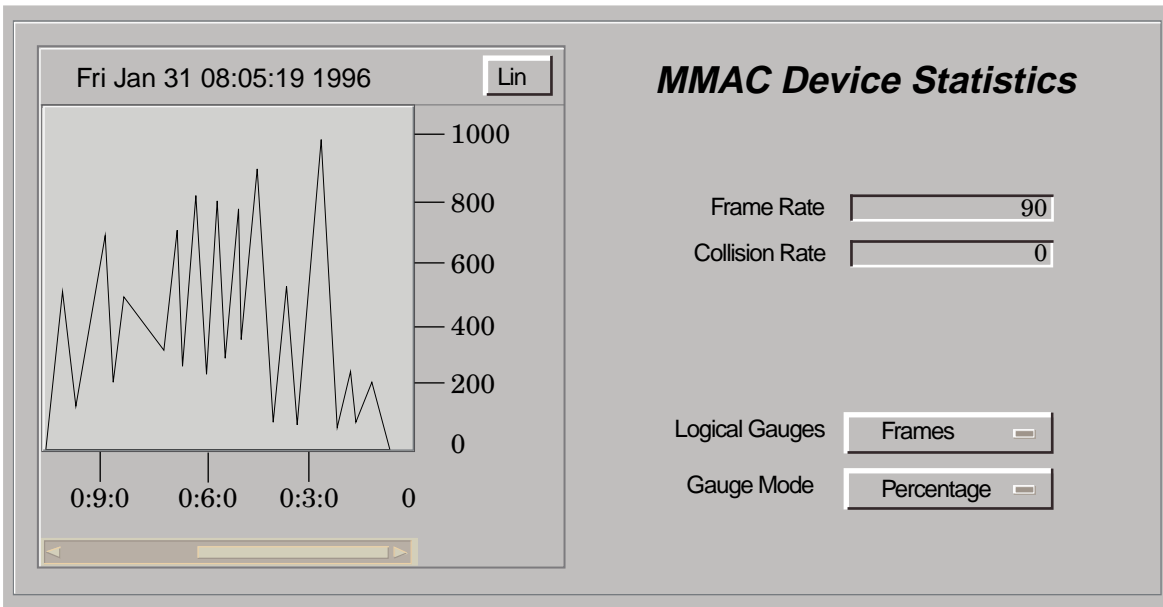 Fri Jan 31 08:05:19 1996
Lin
1000
800
600
400
200
0
0:9:0 0:6:0 0:3:0 0
MMAC Device Statistics
Frame Rate 90
Collision Rate 0
Logical Gauges Frames
Gauge Mode Percentage